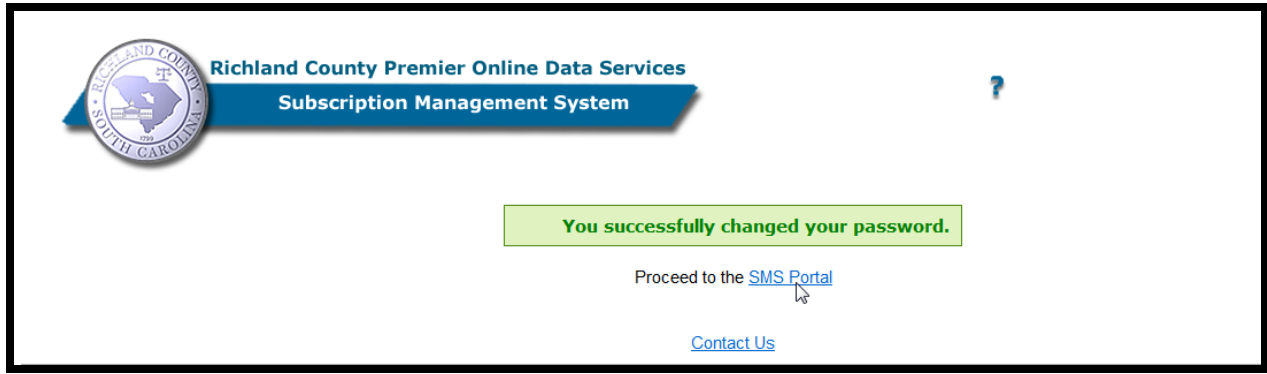 RICHLAND COUNTY
SOUTH CAROLINA
1799
Richland County Premier Online Data Services
Subscription Management System
?
You successfully changed your password.
Proceed to the SMS Portal
Contact Us